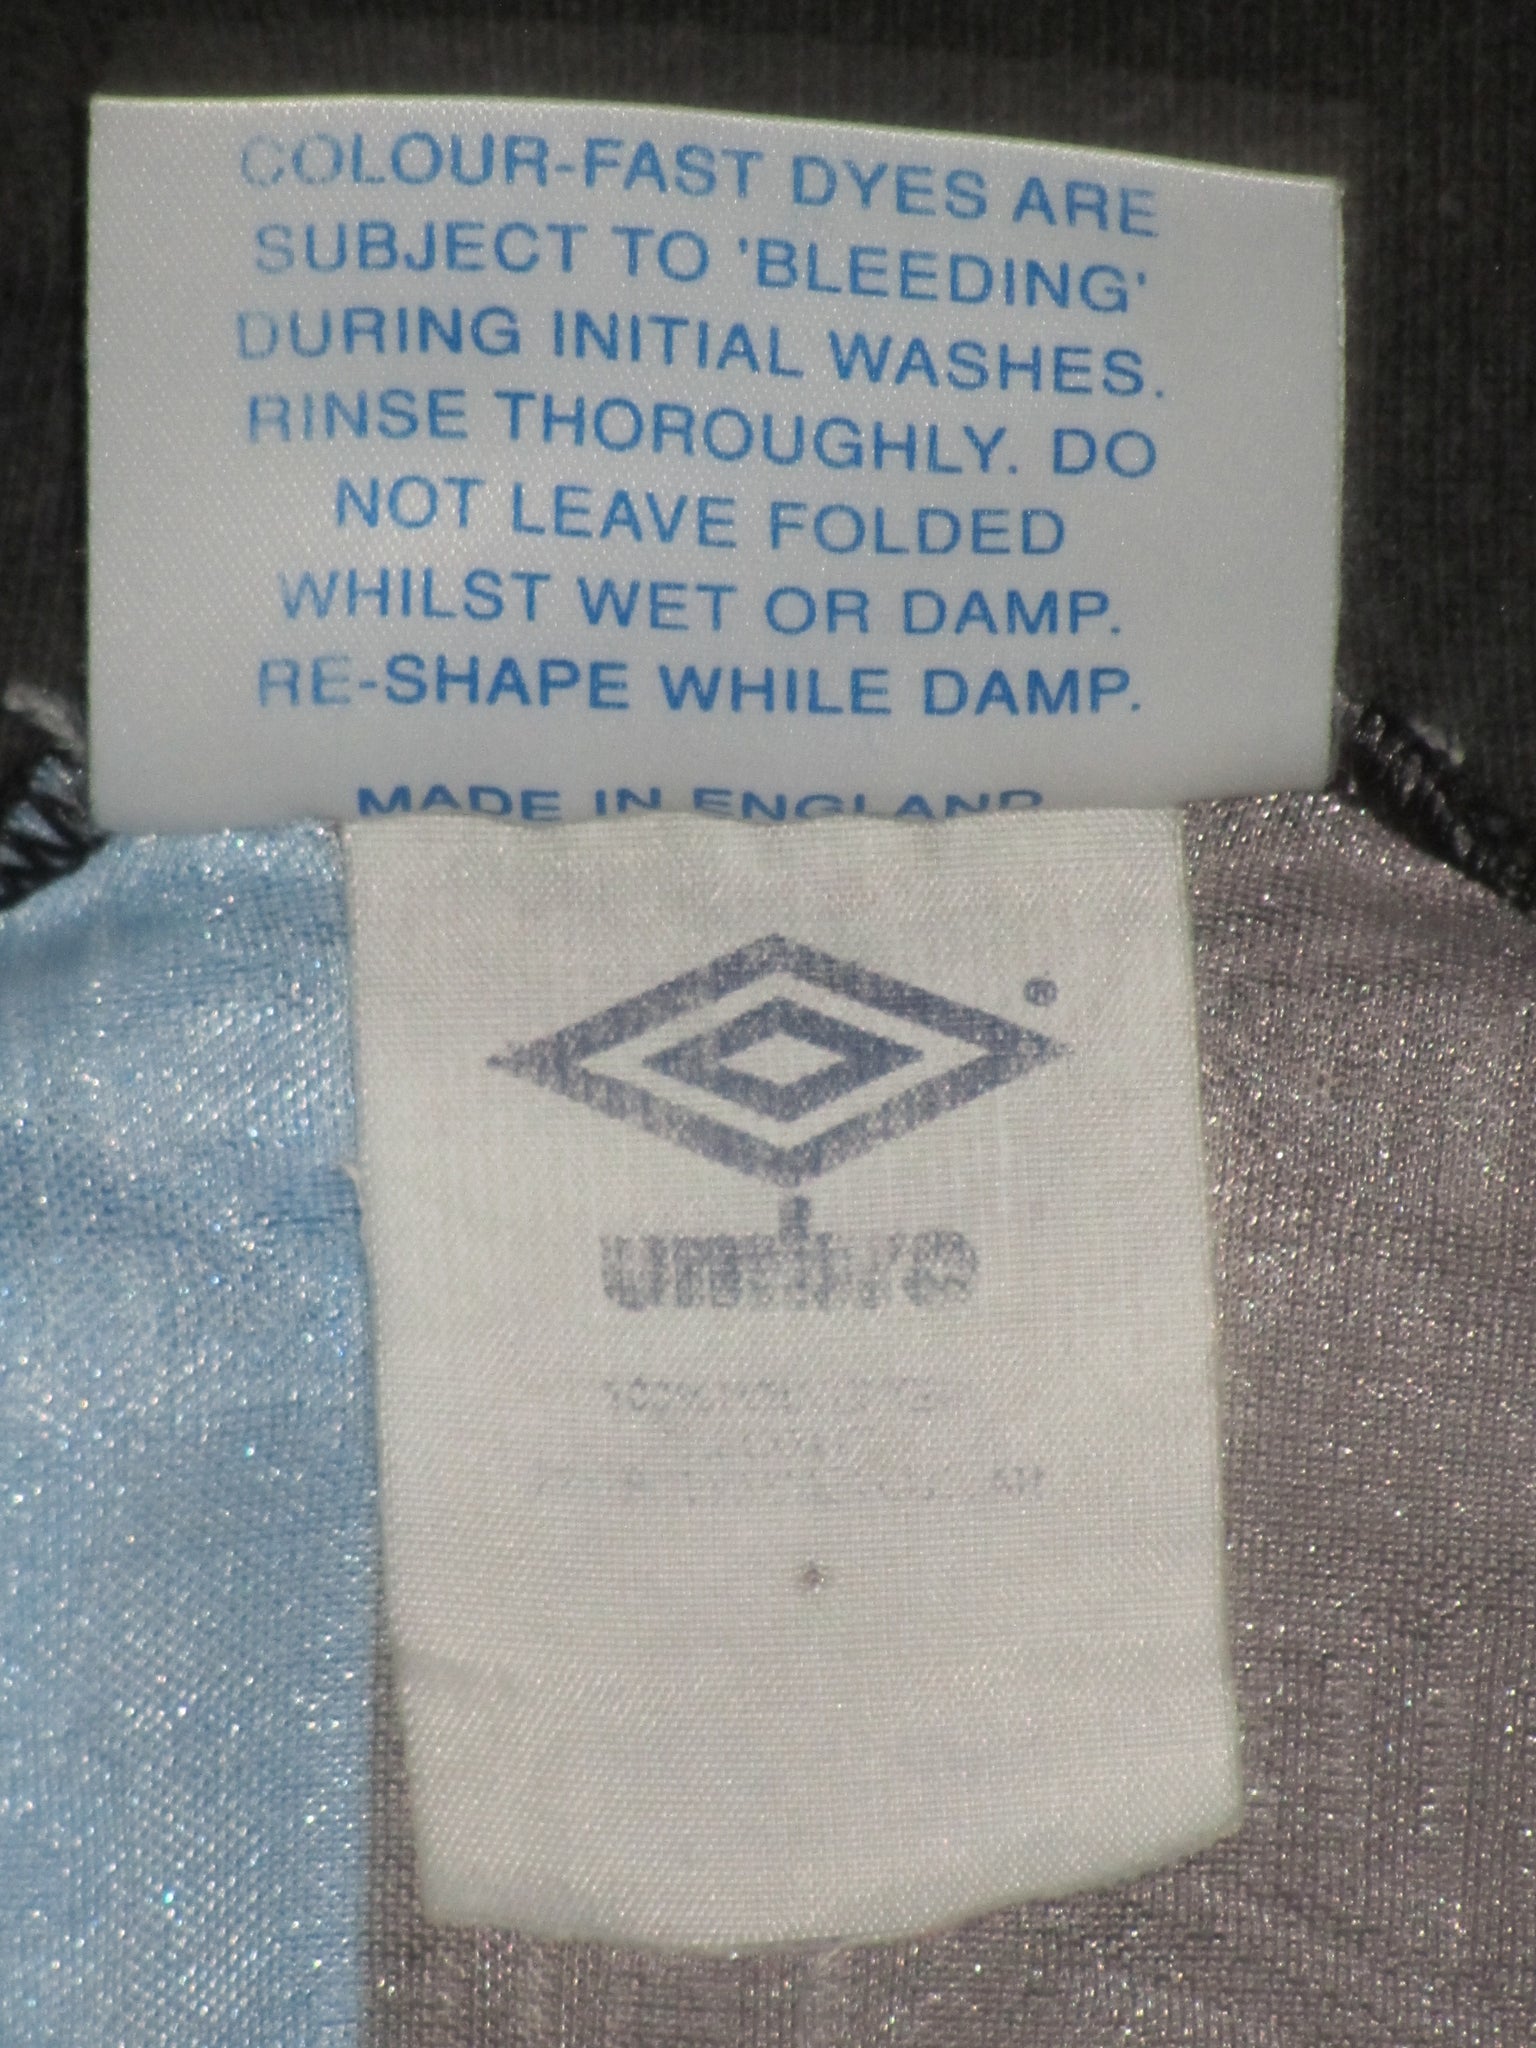 COLOUR-FAST DYES ARE
SUBJECT TO 'BLEEDING'
DURING INITIAL WASHES.
RINSE THOROUGHLY. DO
NOT LEAVE FOLDED
WHILST WET OR DAMP.
RE-SHAPE WHILE DAMP.
MADE IN ENGLAND
®
umbro